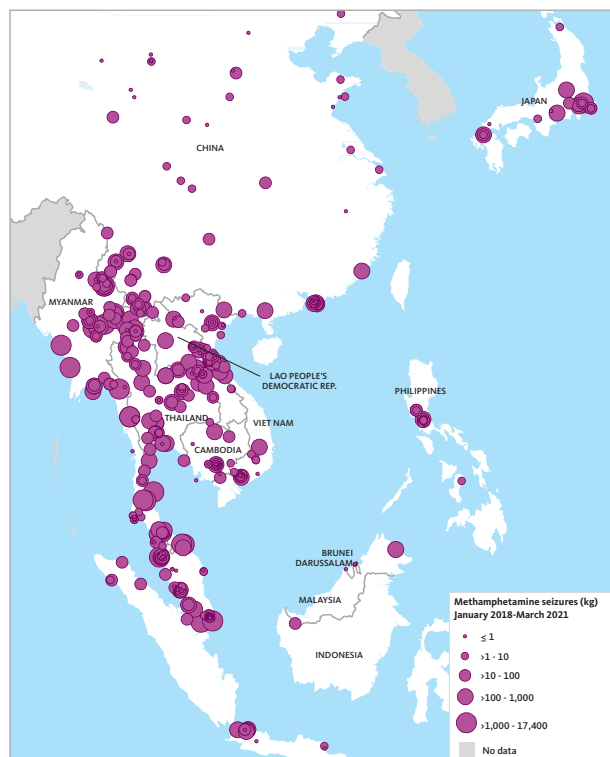 JAPAN
CHINA
MYANMAR
LAO PEOPLE'S
DEMOCRATIC REP.
PHILIPPINES
THAILAND
VIET NAM
CAMBODIA
BRUNEI
DARUSSALAM
MALAYSIA
INDONESIA
Methamphetamine seizures (kg)
January 2018-March 2021
≤ 1
>1 - 10
>10 - 100
>100 - 1,000
>1,000 - 17,400
No data